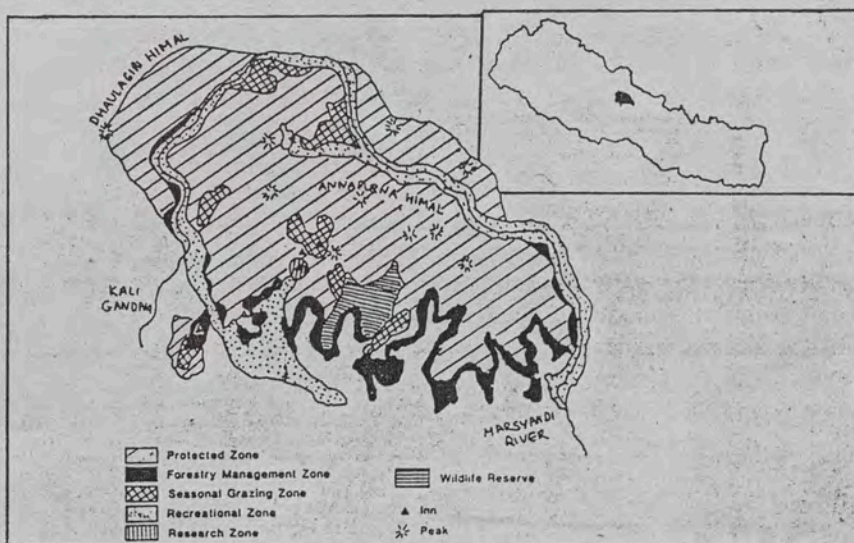 DHAULAGIRI HIMAL
ANNAPURNA HIMAL
KALI
GANDAKI
MARSYANDI
RIVER
Protected Zone
Forestry Management Zone
Seasonal Grazing Zone
Recreational Zone
Research Zone
Wildlife Reserve
Inn
Peak